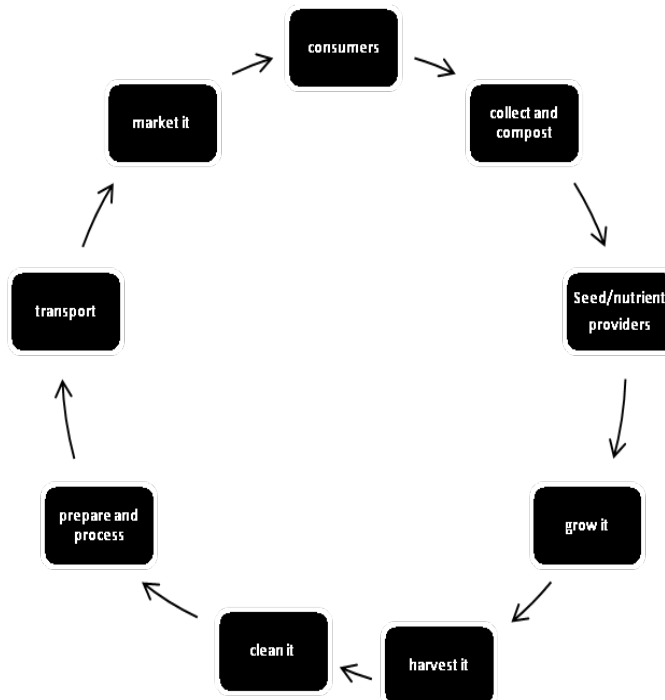 consumers
collect and
compost
Seed/nutrient
providers
grow it
harvest it
clean it
prepare and
process
transport
market it